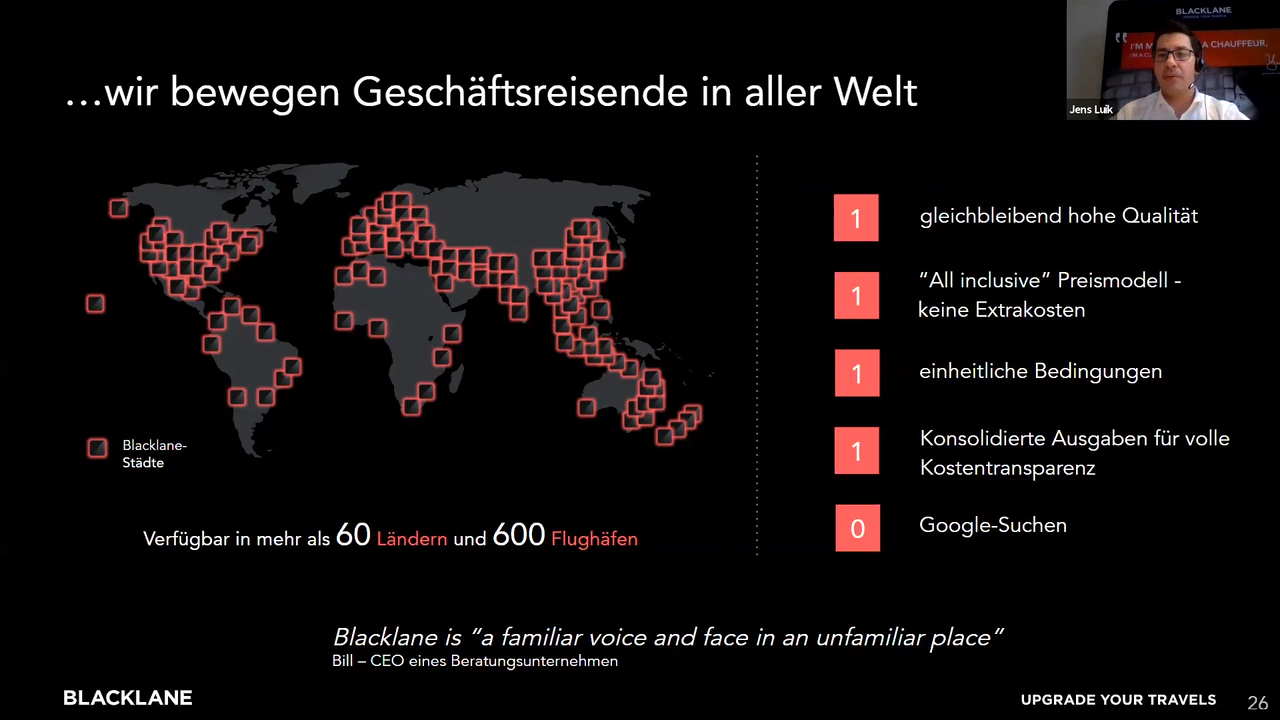 …wir bewegen Geschäftsreisende in aller Welt
BLACKLANE
I'M
A CHAUFFEUR,
Jens Luik
1 gleichbleibend hohe Qualität
1 “All inclusive” Preismodell -
keine Extrakosten
1 einheitliche Bedingungen
1 Konsolidierte Ausgaben für volle
Kostentransparenz
0 Google-Suchen
Blacklane-
Städte
Verfügbar in mehr als 60 Ländern und 600 Flughäfen
Blacklane is “a familiar voice and face in an unfamiliar place”
Bill – CEO eines Beratungsunternehmen
BLACKLANE
UPGRADE YOUR TRAVELS
26